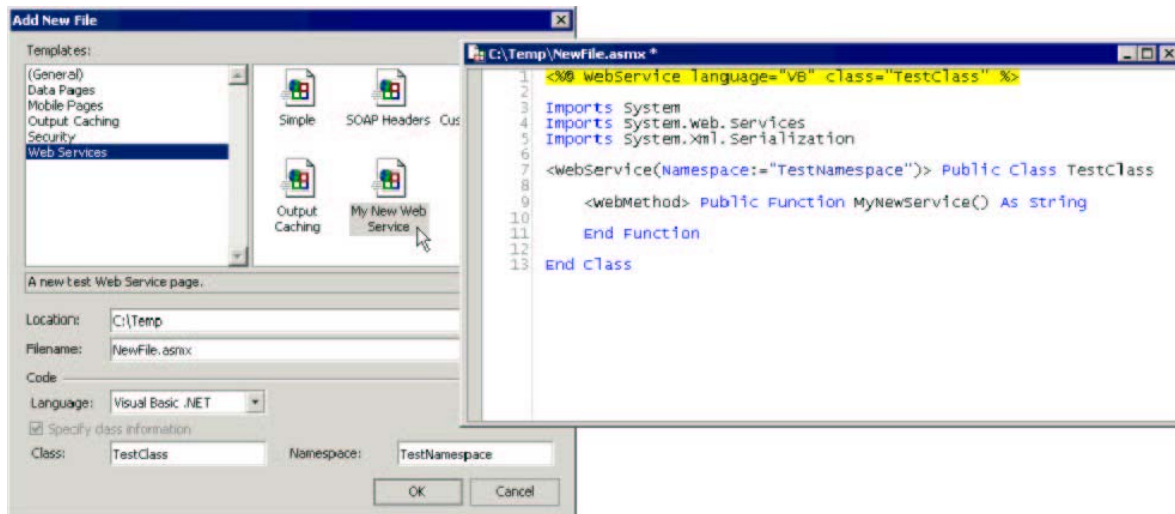 Add New File
Templates:
(General)
Data Pages
Mobile Pages
Output Caching
Security
Web Services
Simple
SOAP Headers
Cus
Output
Caching
My New Web
Service
A new test Web Service page.
Location:
C:\Temp
Filename:
NewFile.asmx
Code
Language:
Visual Basic .NET
Specify class information
Class:
TestClass
Namespace:
TestNamespace
OK
Cancel
C:\Temp\NewFile.asmx *
1 <%@ WebService language="VB" class="TestClass" %>
2
3 Imports System
4 Imports System.Web.Services
5 Imports System.Xml.Serialization
6
7 <WebService(Namespace:="TestNamespace")> Public Class TestClass
8
9 <WebMethod> Public Function MyNewService() As String
10
11 End Function
12
13 End Class